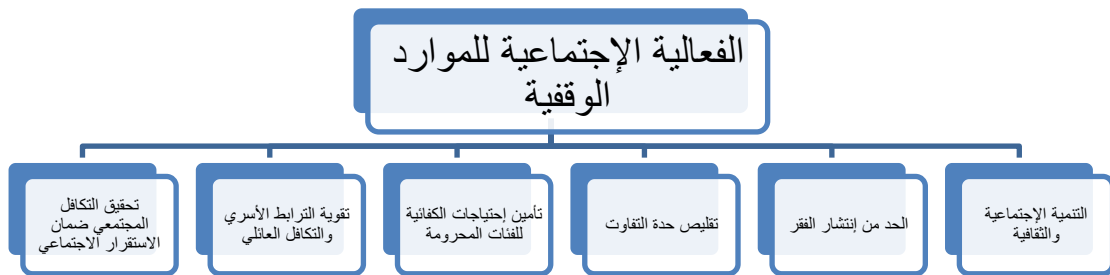 الفعالية الإجتماعية للموارد
الوقفية
التنمية الإجتماعية
والثقافية
الحد من إنتشار الفقر
تقليص حدة التفاوت
تأمين إحتياجات الكفائية
للفئات المحرومة
تقوية الترابط الأسري
والتكافل العائلي
تحقيق التكافل
المجتمعي ضمان
الاستقرار الاجتماعي